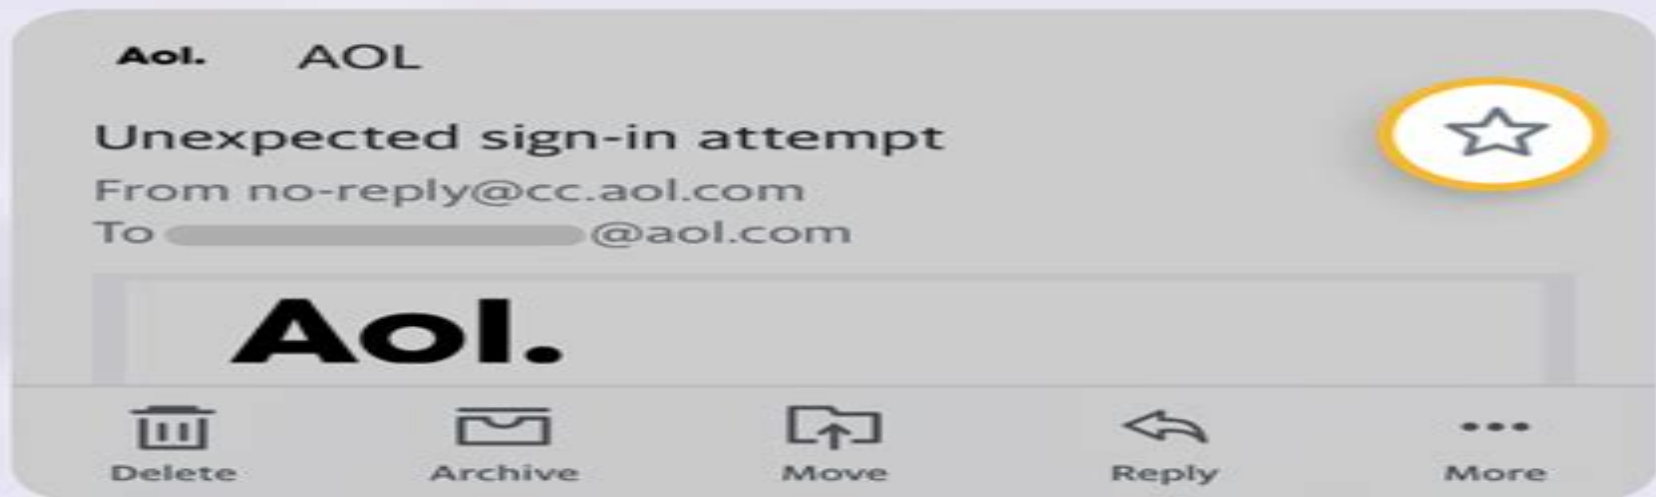 Aol. AOL
Unexpected sign-in attempt
From no-reply@cc.aol.com
To @aol.com
Aol.
Delete Archive Move Reply More